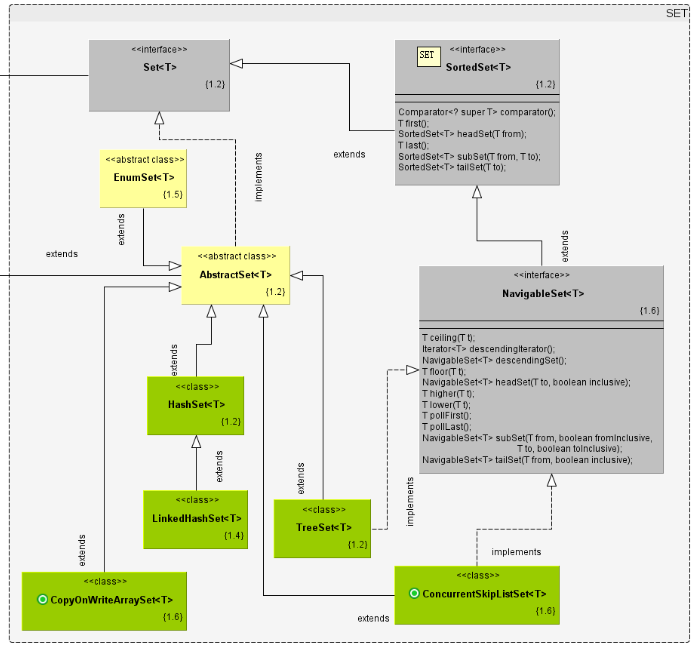 SET
<<interface>>
Set<T>
{1.2}
SET
<<interface>>
SortedSet<T>
{1.2}
Comparator<? super T> comparator();
T first();
SortedSet<T> headSet(T from);
T last();
SortedSet<T> subSet(T from, T to);
SortedSet<T> tailSet(T to);
extends
implements
<<abstract class>>
EnumSet<T>
{1.5}
extends
extends
extends
<<abstract class>>
AbstractSet<T>
{1.2}
<<interface>>
NavigableSet<T>
{1.6}
T ceiling(T t);
Iterator<T> descendingIterator();
NavigableSet<T> descendingSet();
T floor(T t);
NavigableSet<T> headSet(T to, boolean inclusive);
T higher(T t);
T lower(T t);
T pollFirst();
T pollLast();
NavigableSet<T> subSet(T from, boolean fromInclusive,
T to, boolean toInclusive);
NavigableSet<T> tailSet(T from, boolean inclusive);
extends
<<class>>
HashSet<T>
{1.2}
extends
extends
implements
<<class>>
LinkedHashSet<T>
{1.4}
<<class>>
TreeSet<T>
{1.2}
extends
implements
<<class>>
CopyOnWriteArraySet<T>
{1.6}
<<class>>
ConcurrentSkipListSet<T>
{1.6}
extends